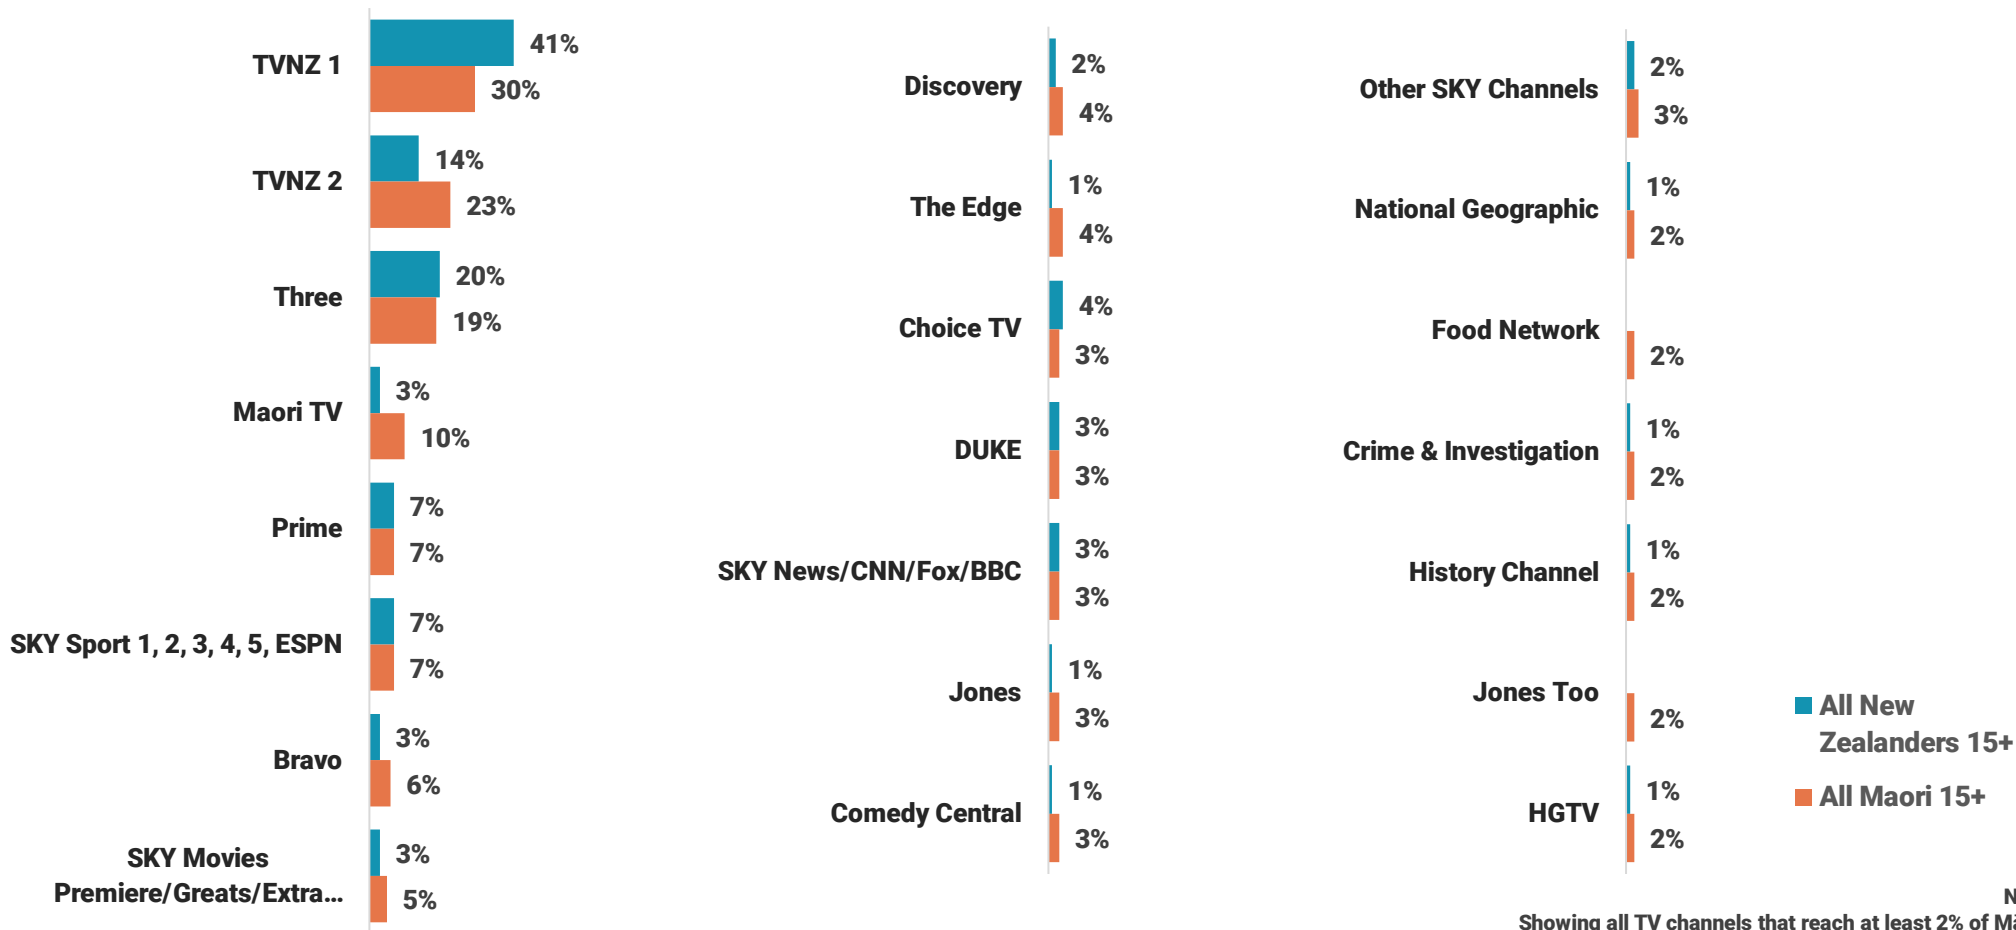 TVNZ 1
41%
30%
TVNZ 2
14%
23%
Three
20%
19%
Maori TV
3%
10%
Prime
7%
7%
SKY Sport 1, 2, 3, 4, 5, ESPN
7%
7%
Bravo
3%
6%
SKY Movies
Premiere/Greats/Extra...
3%
5%
Discovery
2%
4%
The Edge
1%
4%
Choice TV
4%
3%
DUKE
3%
3%
SKY News/CNN/Fox/BBC
3%
3%
Jones
1%
3%
Comedy Central
1%
3%
Other SKY Channels
2%
3%
National Geographic
1%
2%
Food Network
2%
Crime & Investigation
1%
2%
History Channel
1%
2%
Jones Too
2%
HGTV
1%
2%
All New
Zealanders 15+
All Maori 15+
Showing all TV channels that reach at least 2% of